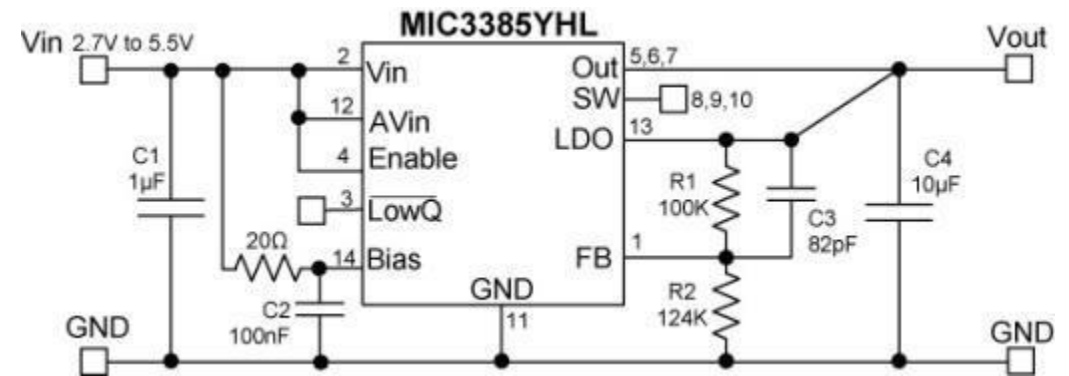 MIC3385YHL
Vin 2.7V to 5.5V
Vout
2
Vin
Out
5,6,7
SW
8,9,10
12
AVin
LDO
13
4
Enable
C1
1µF
R1
100K
C3
82pF
C4
10µF
3
LowQ
20Ω
14
Bias
FB
1
GND
11
C2
100nF
R2
124K
GND
GND